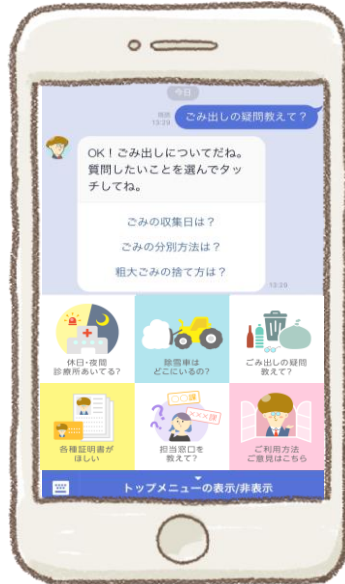 今日
既読
13:29
ごみ出しの疑問教えて？
OK！ごみ出しについてだね。
質問したいことを選んでタッ
チしてね。
ごみの収集日は？
ごみの分別方法は？
粗大ごみの捨て方は？
13:29
休日・夜間
診療所あいてる?
除雪車は
どこにいるの?
ごみ出しの疑問
教えて?
各種証明書が
ほしい
〇〇課
×××課
担当窓口を
教えて?
ご利用方法
ご意見はこちら
トップメニューの表示/非表示